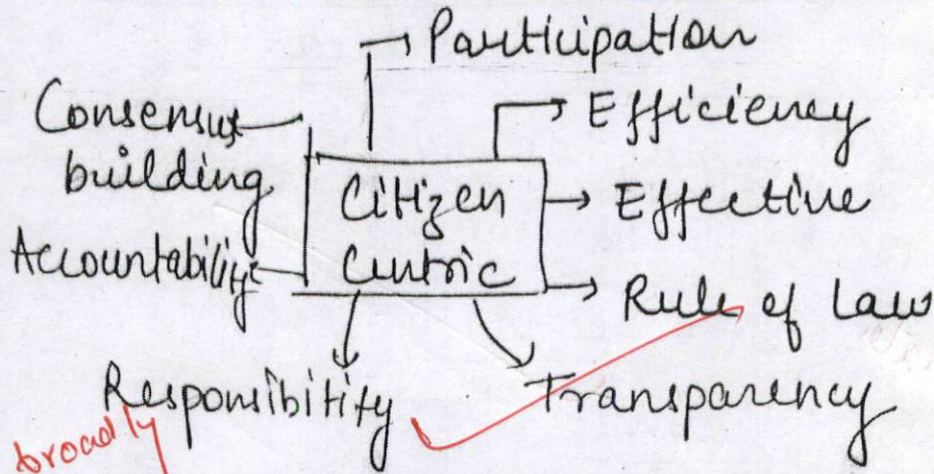 Participation
Consensus
building
Efficiency
Citizen
Centric
Effective
Accountability
Rule of law
Responsibility
Transparency
broadly